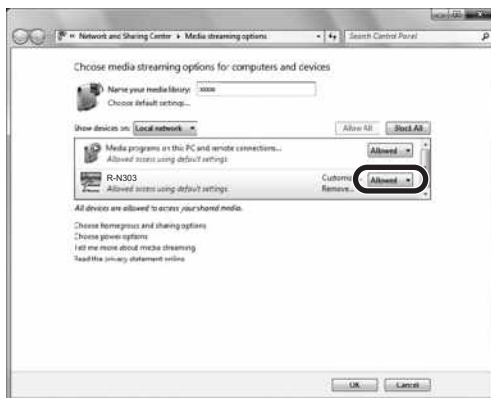 « Network and Sharing Center ▸ Media streaming options
Search Control Panel
Choose media streaming options for computers and devices
Name your media library: xxxxx
Choose default settings...
Show devices on: Local network
Allow All
Block All
Media programs on this PC and remote connections...
Allowed access using default settings.
Allowed
R-N303
Allowed access using default settings.
Customize...
Remove...
Allowed
All devices are allowed to access your shared media.
Choose homegroup and sharing options
Choose power options
Tell me more about media streaming
Read the privacy statement online
OK
Cancel